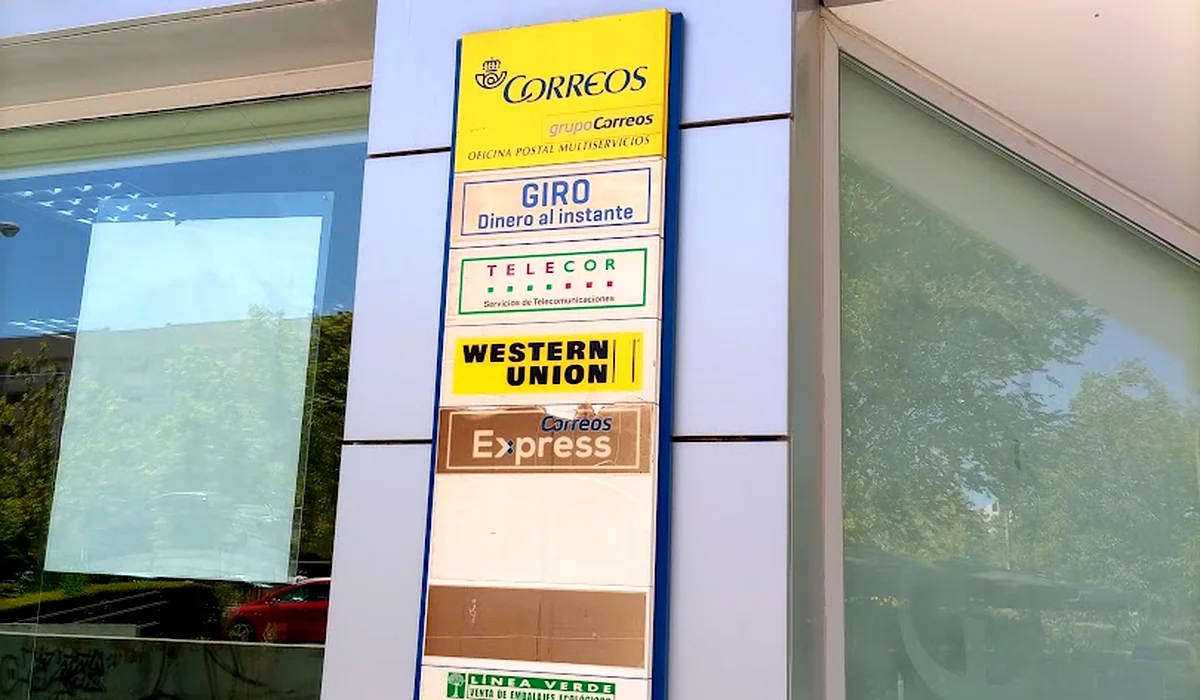 CORREOS
grupoCorreos
OFICINA POSTAL MULTISERVICIOS
GIRO
Dinero al instante
TELECOR
Servicios de Telecomunicaciones
WESTERN
UNION
Correos
Express
LÍNEA VERDE
VENTA DE EMBALAJES ECOLÓGICOS